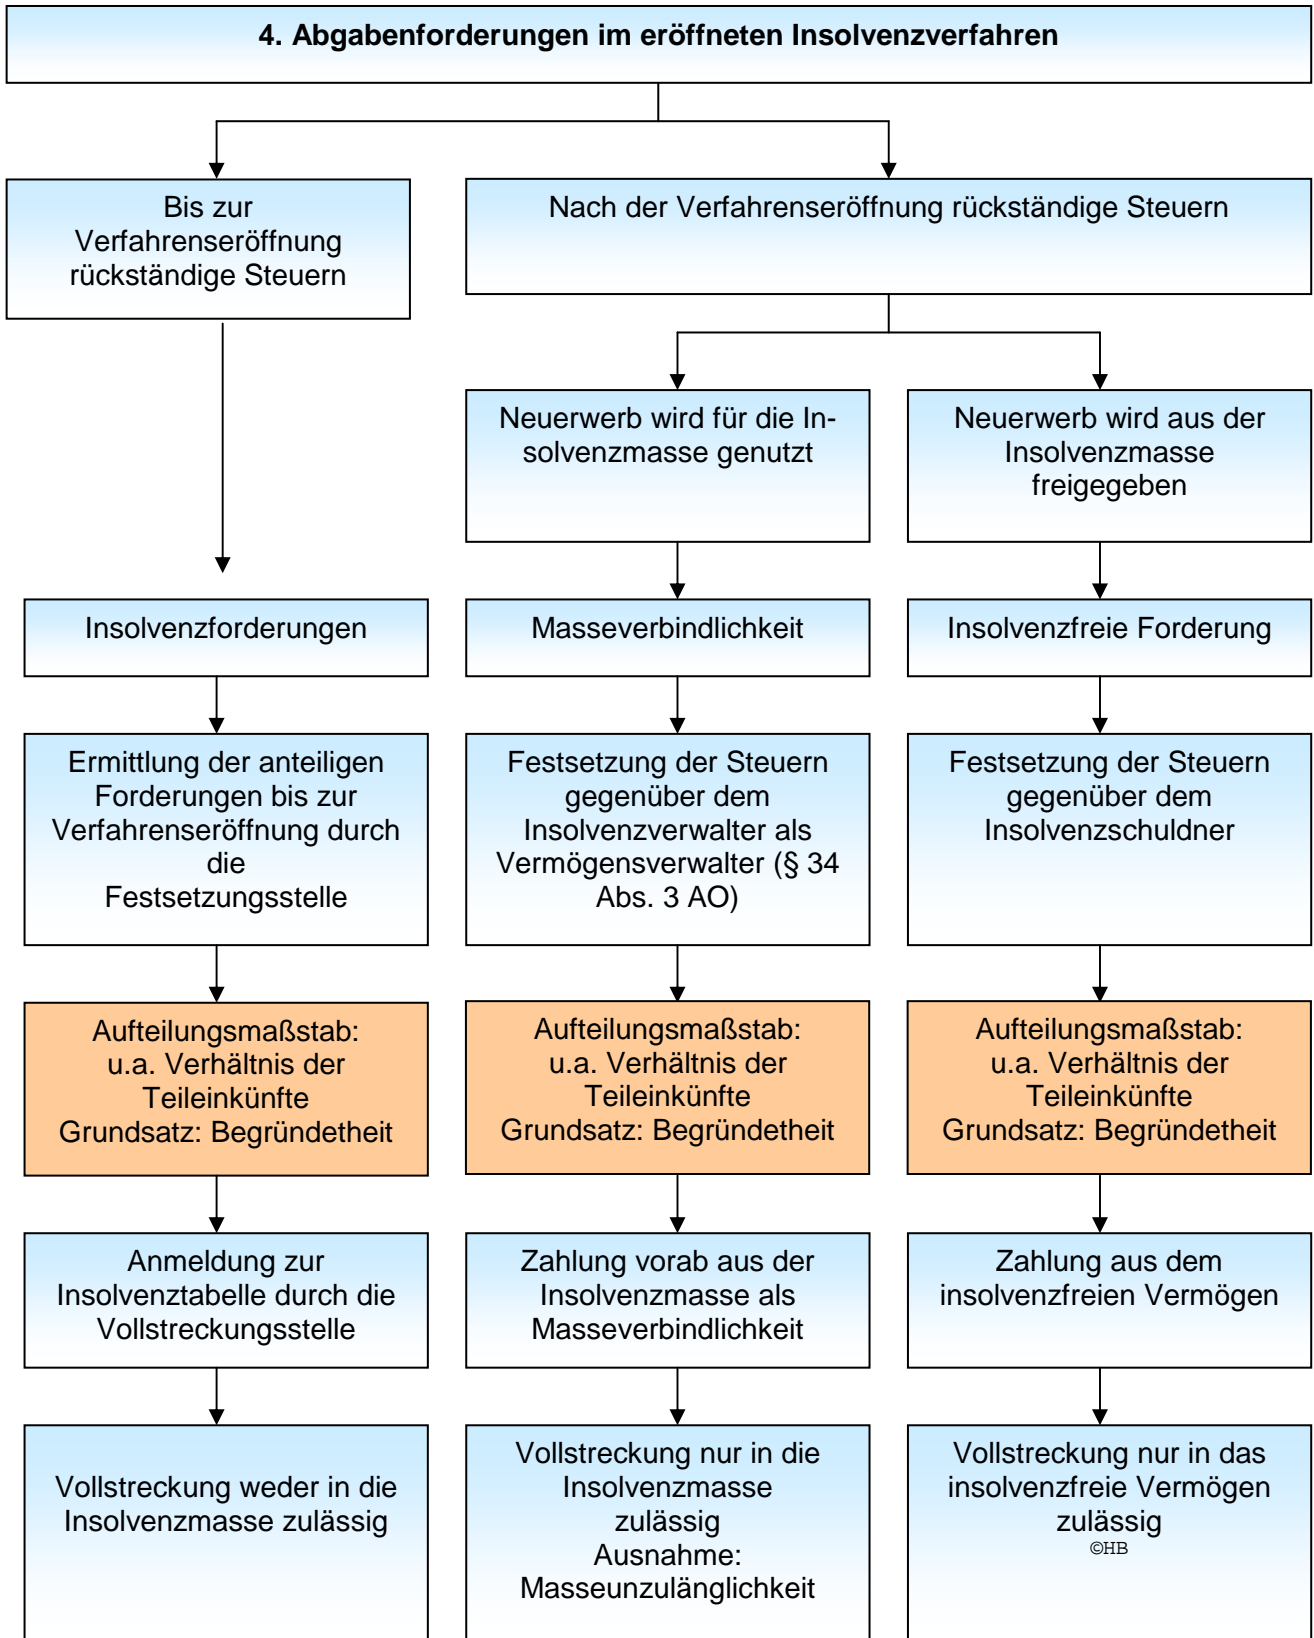 4. Abgabenforderungen im eröffneten Insolvenzverfahren
Bis zur
Verfahrenseröffnung
rückständige Steuern
Nach der Verfahrenseröffnung rückständige Steuern
Neuerwerb wird für die In-
solvenzmasse genutzt
Neuerwerb wird aus der
Insolvenzmasse
freigegeben
Insolvenzforderungen
Masseverbindlichkeit
Insolvenzfreie Forderung
Ermittlung der anteiligen
Forderungen bis zur
Verfahrenseröffnung durch
die
Festsetzungsstelle
Festsetzung der Steuern
gegenüber dem
Insolvenzverwalter als
Vermögensverwalter (§ 34
Abs. 3 AO)
Festsetzung der Steuern
gegenüber dem
Insolvenzschuldner
Aufteilungsmaßstab:
u.a. Verhältnis der
Teileinkünfte
Grundsatz: Begründetheit
Aufteilungsmaßstab:
u.a. Verhältnis der
Teileinkünfte
Grundsatz: Begründetheit
Aufteilungsmaßstab:
u.a. Verhältnis der
Teileinkünfte
Grundsatz: Begründetheit
Anmeldung zur
Insolvenztabelle durch die
Vollstreckungsstelle
Zahlung vorab aus der
Insolvenzmasse als
Masseverbindlichkeit
Zahlung aus dem
insolvenzfreien Vermögen
Vollstreckung weder in die
Insolvenzmasse zulässig
Vollstreckung nur in die
Insolvenzmasse
zulässig
Ausnahme:
Masseunzulänglichkeit
Vollstreckung nur in das
insolvenzfreie Vermögen
zulässig
©HB